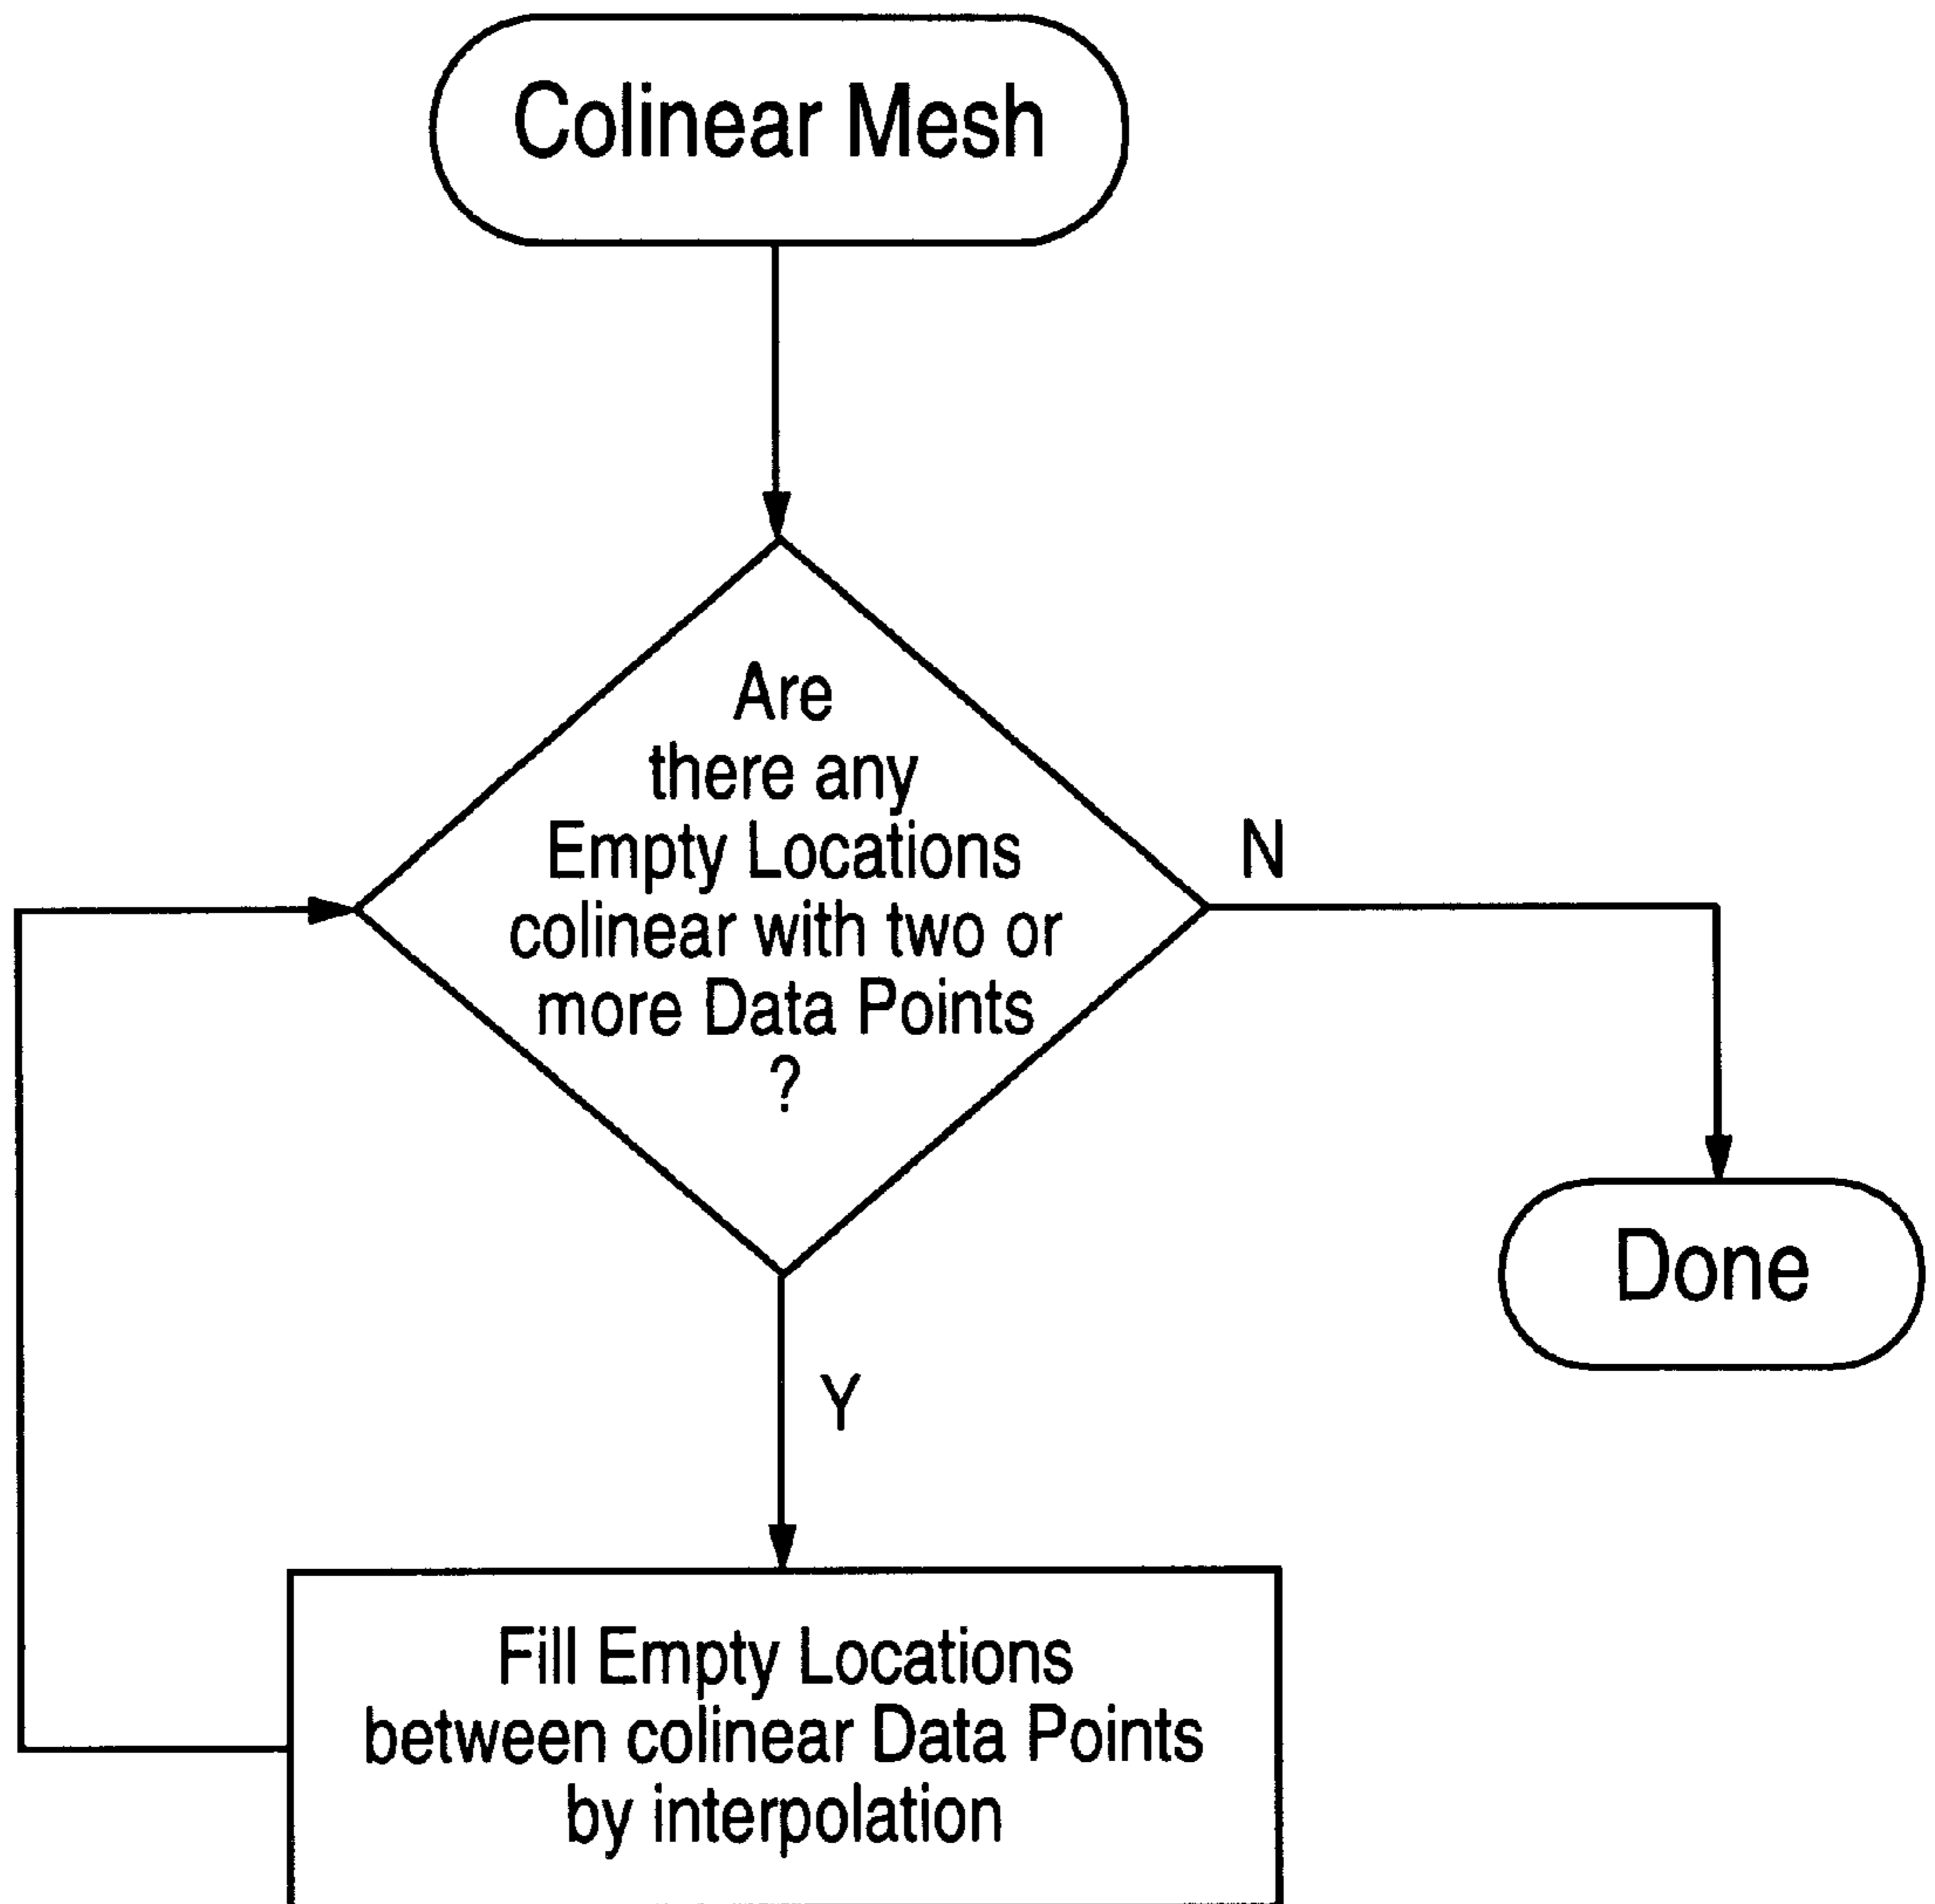 Colinear Mesh
Are
there any
Empty Locations
colinear with two or
more Data Points
?
N
Done
Y
Fill Empty Locations
between colinear Data Points
by interpolation